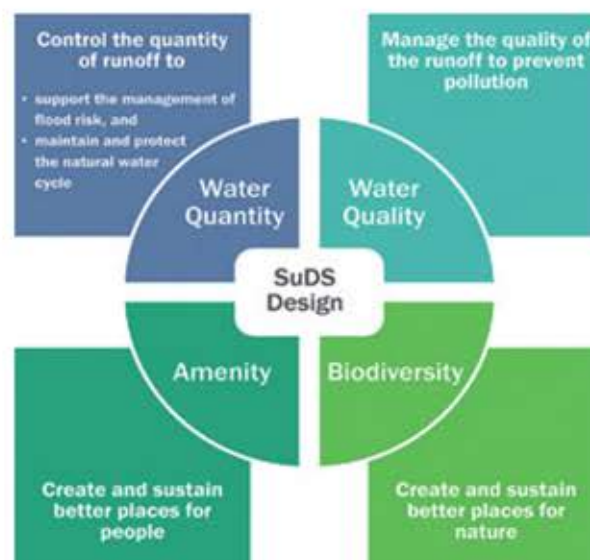 Control the quantity
of runoff to
• support the management of
flood risk, and
• maintain and protect
the natural water
cycle
Manage the quality of
the runoff to prevent
pollution
Water
Quantity
Water
Quality
SuDS
Design
Amenity
Biodiversity
Create and sustain
better places for
people
Create and sustain
better places for
nature